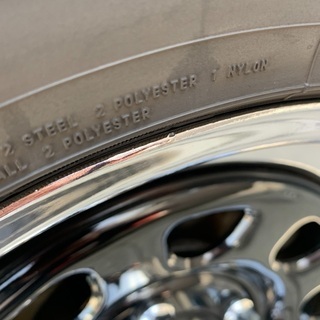 2 STEEL 2 POLYESTER 1 NYLON
ALL 2 POLYESTER